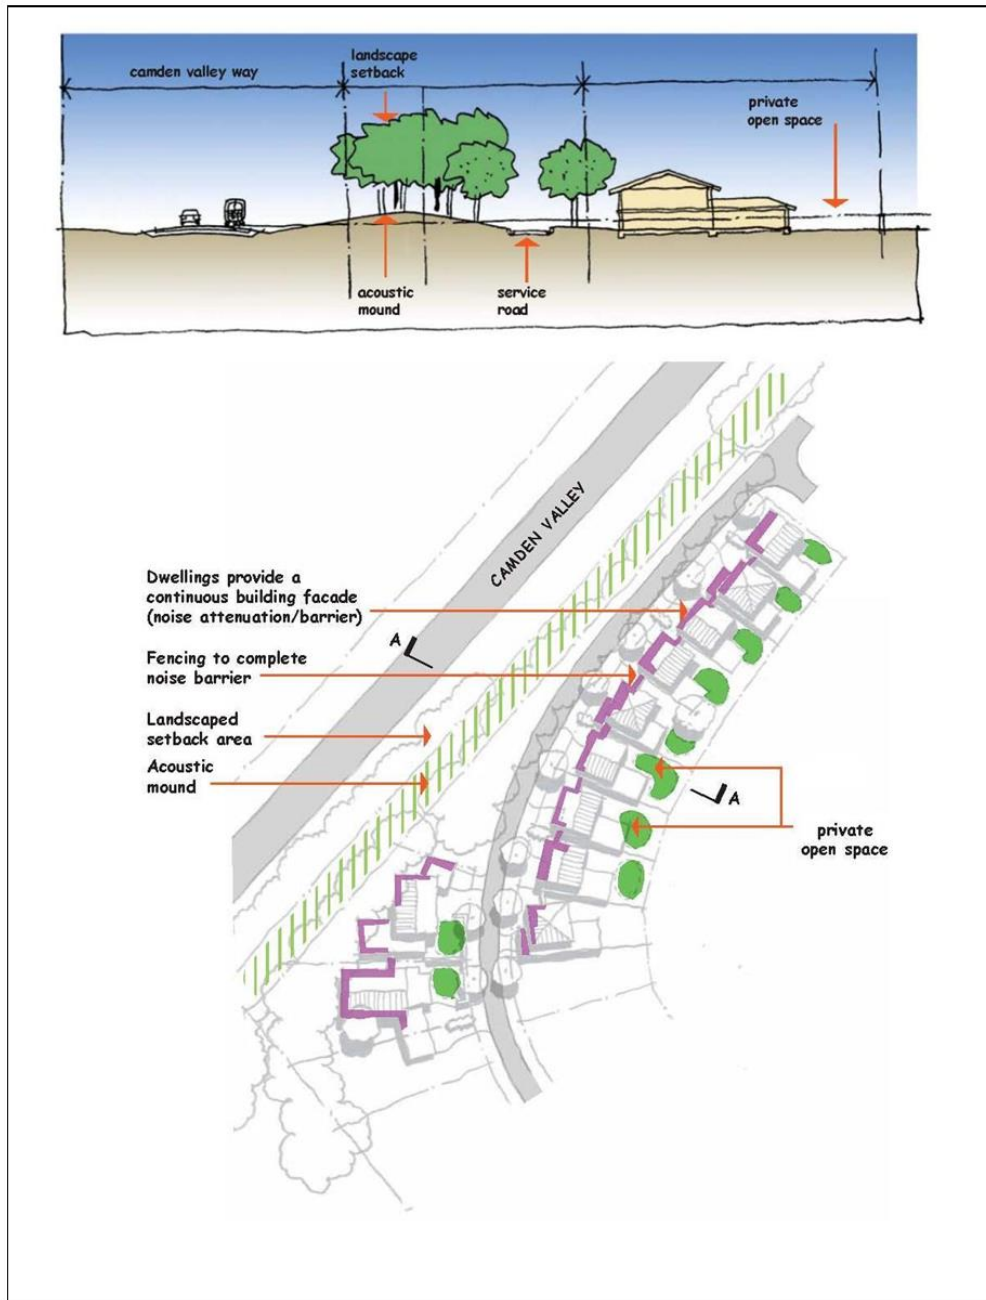 landscape
setback
camden valley way
private
open space
acoustic
mound
service
road
CAMDEN VALLEY
Dwellings provide a
continuous building facade
(noise attenuation/barrier)
A
Fencing to complete
noise barrier
Landscaped
setback area
Acoustic
mound
A
private
open space